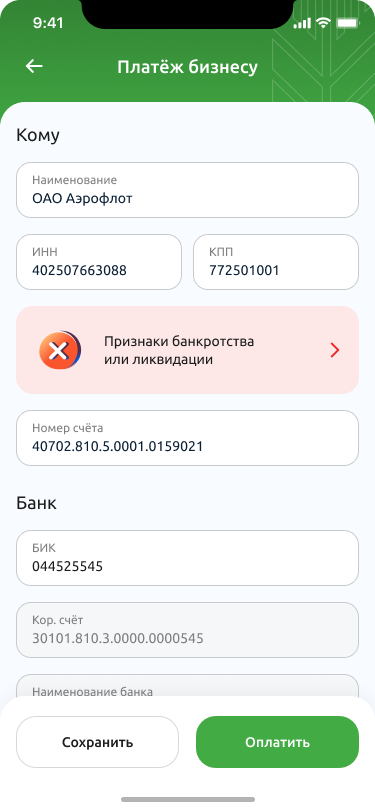 9:41
Платёж бизнесу
Кому
Наименование
ОАО Аэрофлот
ИНН
402507663088
КПП
772501001
Признаки банкротства
или ликвидации
Номер счёта
40702.810.5.0001.0159021
Банк
БИК
044525545
Кор. счёт
30101.810.3.0000.0000545
Наименование банка
Сохранить
Оплатить